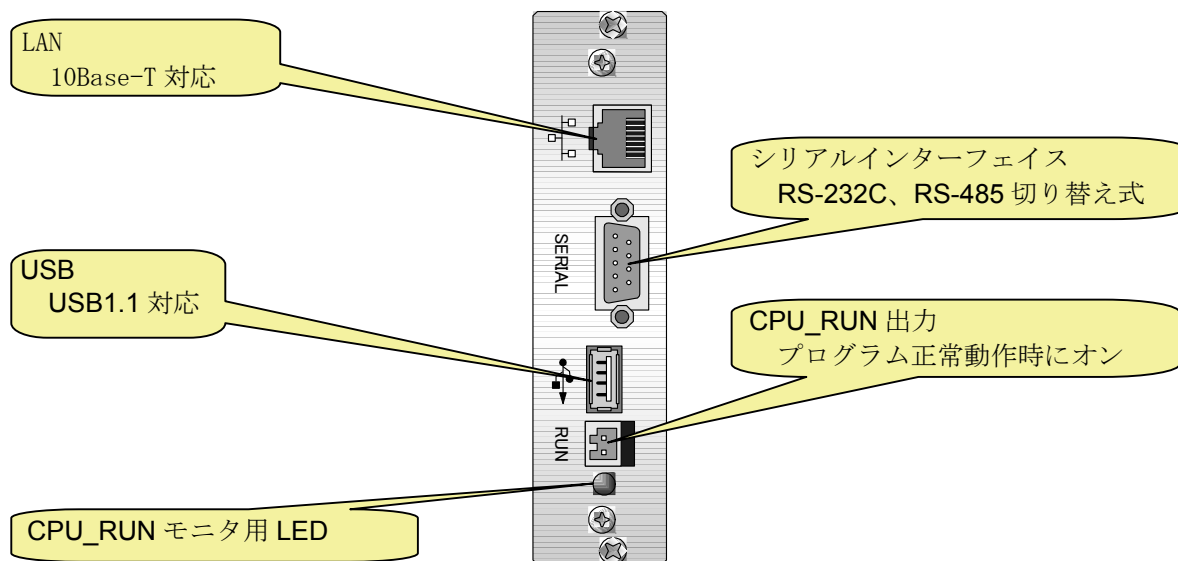 LAN
10Base-T 対応
シリアルインターフェイス
RS-232C、RS-485 切り替え式
SERIAL
USB
USB1.1 対応
CPU_RUN 出力
プログラム正常動作時にオン
RUN
CPU_RUN モニタ用 LED